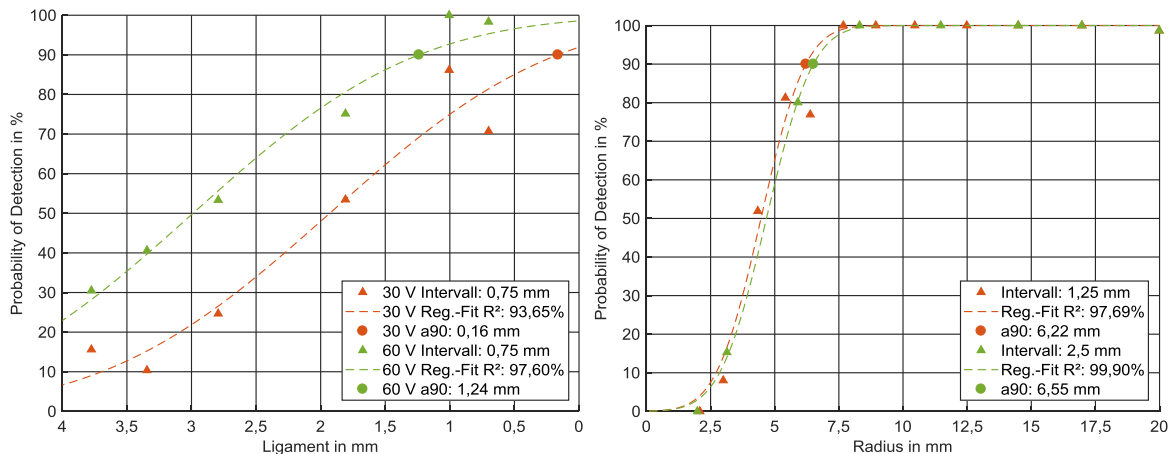 Probability of Detection in %
100
90
80
70
60
50
40
30
20
10
0
4
3,5
3
2,5
2
1,5
1
0,5
0
Ligament in mm
30 V Intervall: 0,75 mm
30 V Reg.-Fit R²: 93,65%
30 V a90: 0,16 mm
60 V Intervall: 0,75 mm
60 V Reg.-Fit R²: 97,60%
60 V a90: 1,24 mm
Probability of Detection in %
100
90
80
70
60
50
40
30
20
10
0
0
2,5
5
7,5
10
12,5
15
17,5
20
Radius in mm
Intervall: 1,25 mm
Reg.-Fit R²: 97,69%
a90: 6,22 mm
Intervall: 2,5 mm
Reg.-Fit R²: 99,90%
a90: 6,55 mm